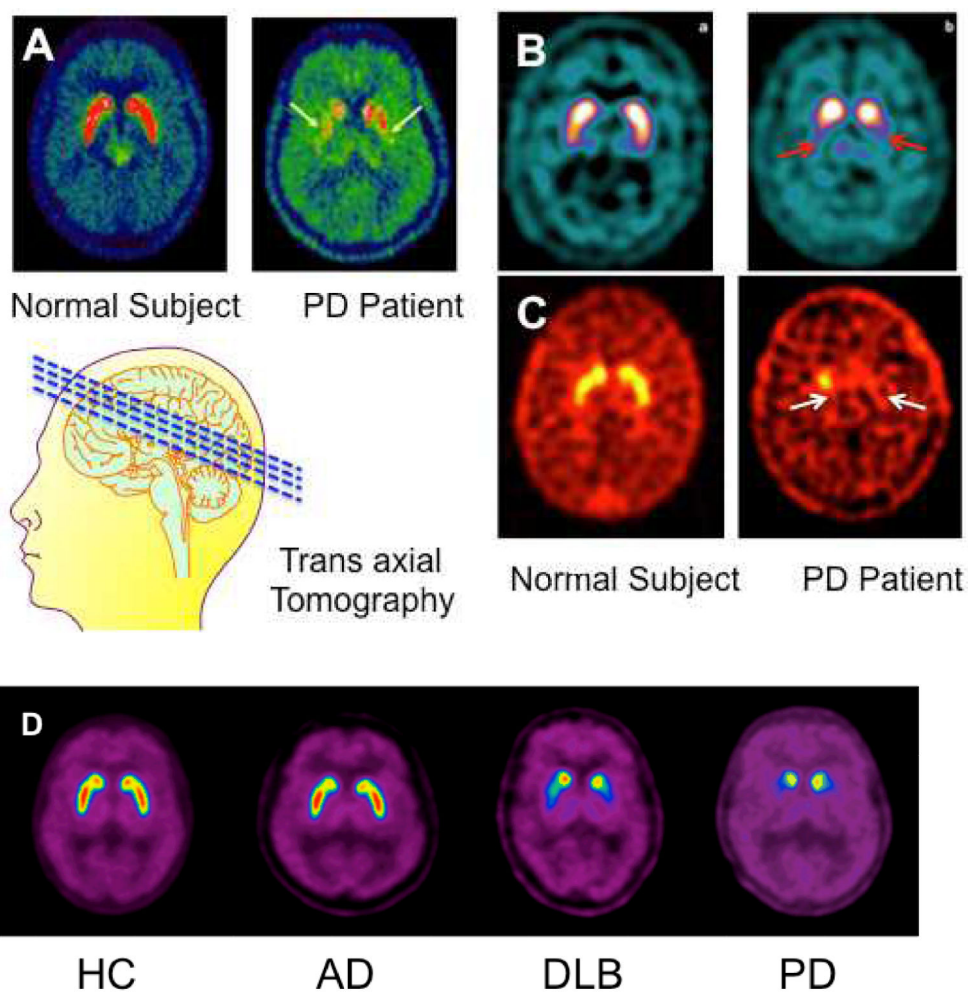 A
B
a
b
Normal Subject
PD Patient
C
Trans axial
Tomography
Normal Subject
PD Patient
D
HC
AD
DLB
PD